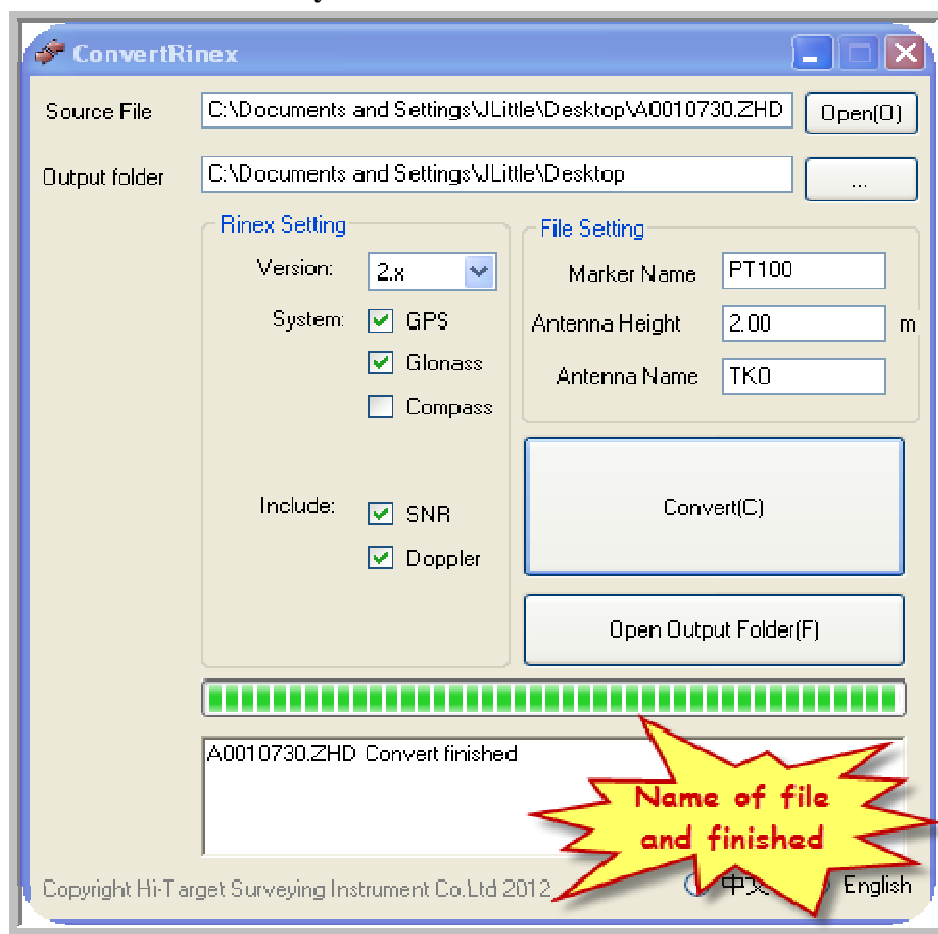 ConvertRinex
Source File
C:\Documents and Settings\JLittle\Desktop\A0010730.ZHD
Open(O)
Output folder
C:\Documents and Settings\JLittle\Desktop
...
Rinex Setting
Version:
2.x
System:
GPS
Glonass
Compass
Include:
SNR
Doppler
File Setting
Marker Name
PT100
Antenna Height
2.00
m
Antenna Name
TKO
Convert(C)
Open Output Folder(F)
A0010730.ZHD Convert finished
Name of file
and finished
Copyright Hi-Target Surveying Instrument Co.Ltd 2012
中文
English